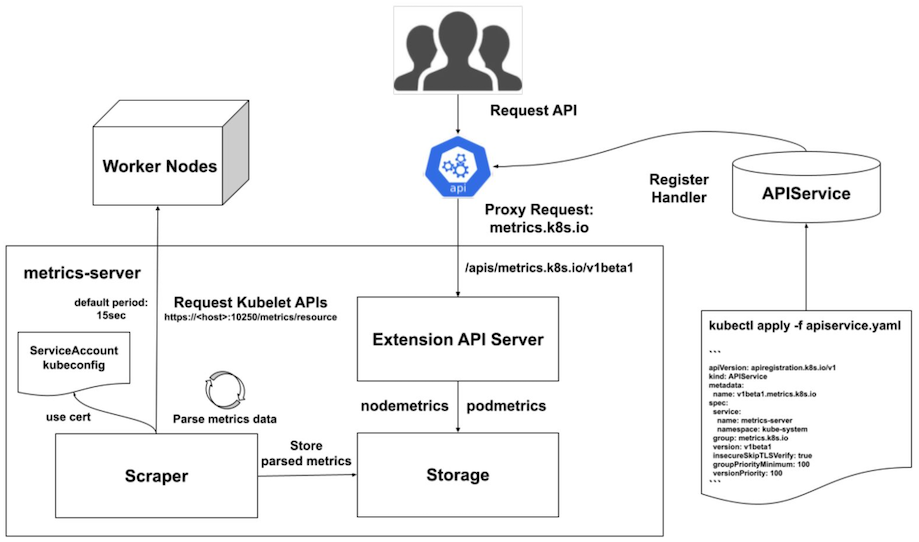 Request API
Worker Nodes
api
Register
Handler
APIService
Proxy Request:
metrics.k8s.io
metrics-server
/apis/metrics.k8s.io/v1beta1
default period:
15sec
Request Kubelet APIs
https://<host>:10250/metrics/resource
ServiceAccount
kubeconfig
use cert
Parse metrics data
Extension API Server
nodemetrics
podmetrics
Scraper
Store
parsed metrics
Storage
kubectl apply -f apiservice.yaml
```
apiVersion: apiregistration.k8s.io/v1
kind: APIService
metadata:
  name: v1beta1.metrics.k8s.io
spec:
  service:
    name: metrics-server
    namespace: kube-system
  group: metrics.k8s.io
  version: v1beta1
  insecureSkipTLSVerify: true
  groupPriorityMinimum: 100
  versionPriority: 100
```